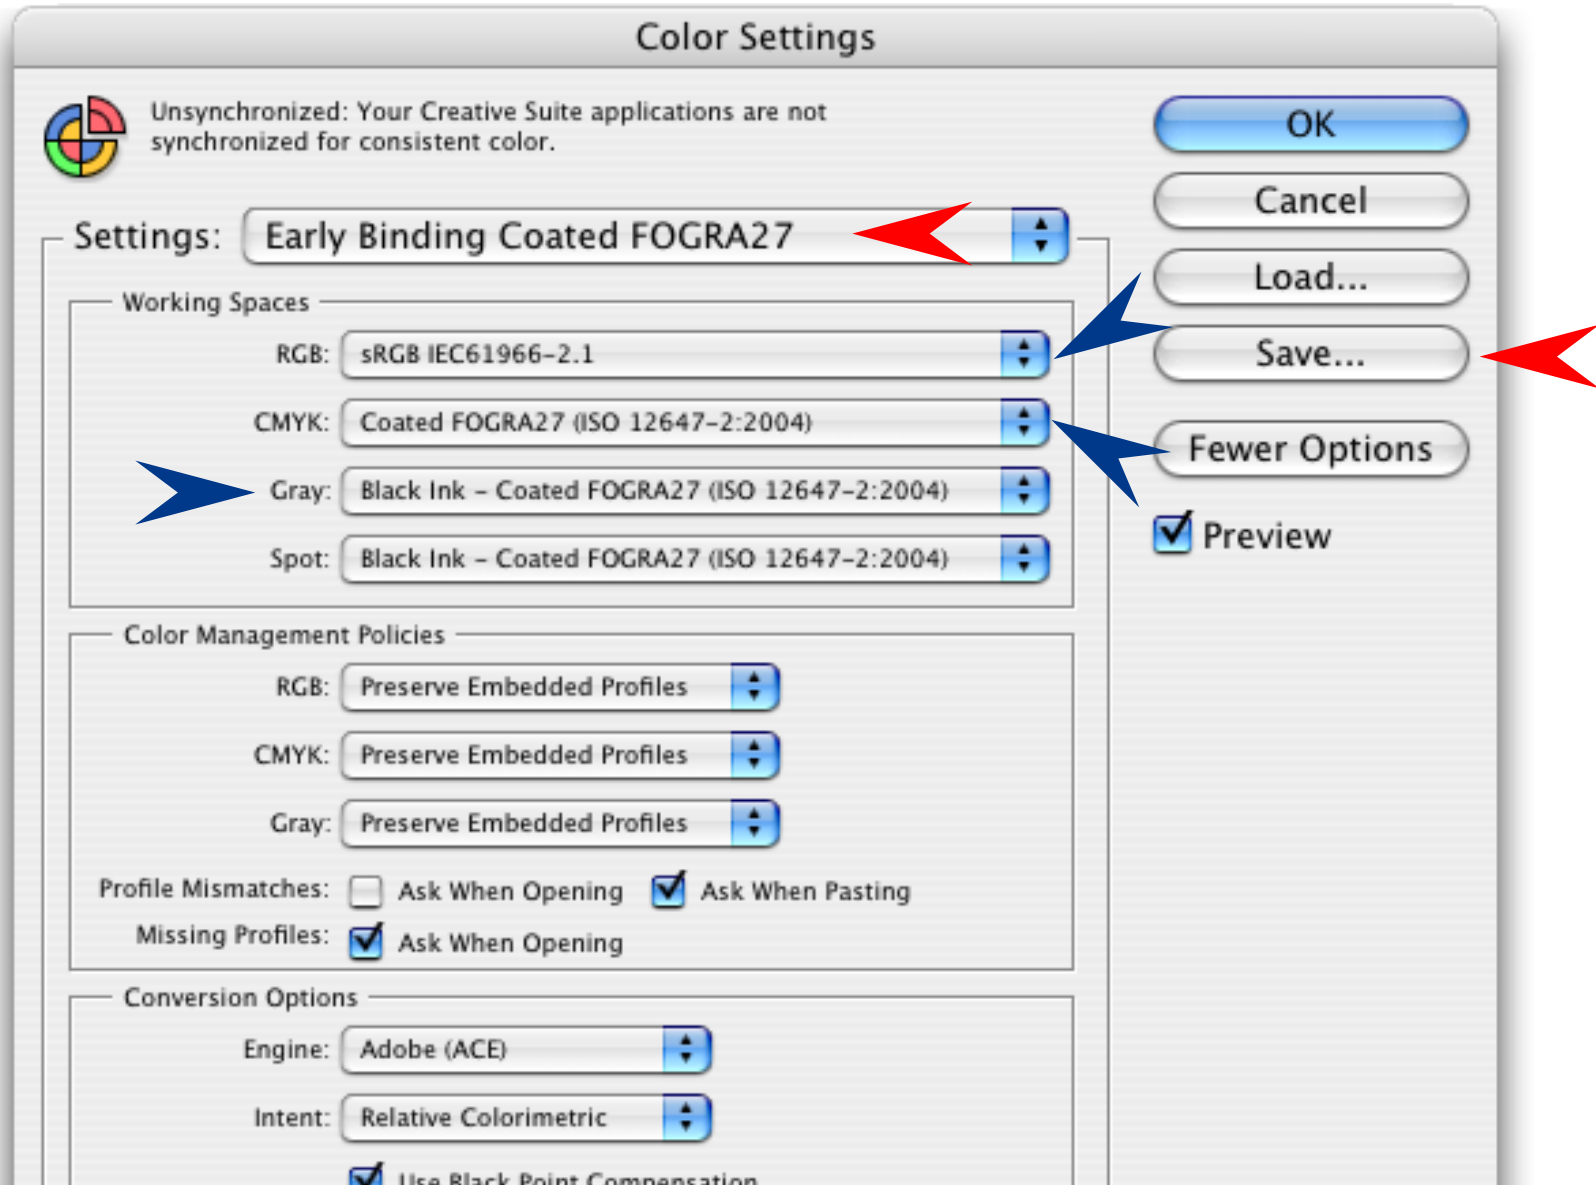 Color Settings
Unsynchronized: Your Creative Suite applications are not
synchronized for consistent color.
OK
Cancel
Load...
Save...
Fewer Options
Preview
Settings: Early Binding Coated FOGRA27
Working Spaces
RGB: sRGB IEC61966-2.1
CMYK: Coated FOGRA27 (ISO 12647-2:2004)
Gray: Black Ink - Coated FOGRA27 (ISO 12647-2:2004)
Spot: Black Ink - Coated FOGRA27 (ISO 12647-2:2004)
Color Management Policies
RGB: Preserve Embedded Profiles
CMYK: Preserve Embedded Profiles
Gray: Preserve Embedded Profiles
Profile Mismatches: Ask When Opening Ask When Pasting
Missing Profiles: Ask When Opening
Conversion Options
Engine: Adobe (ACE)
Intent: Relative Colorimetric
Use Black Point Compensation